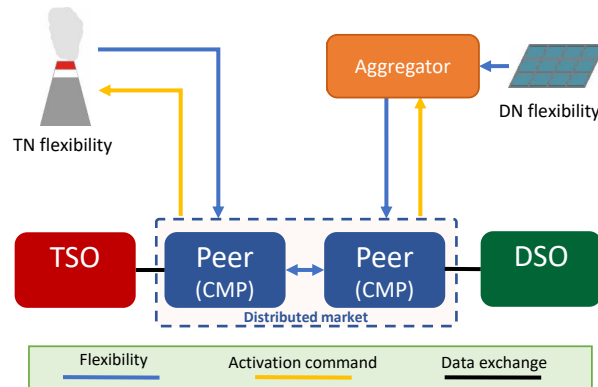 Aggregator
TN flexibility
DN flexibility
TSO
Peer
(CMP)
Peer
(CMP)
DSO
Distributed market
Flexibility
Activation command
Data exchange